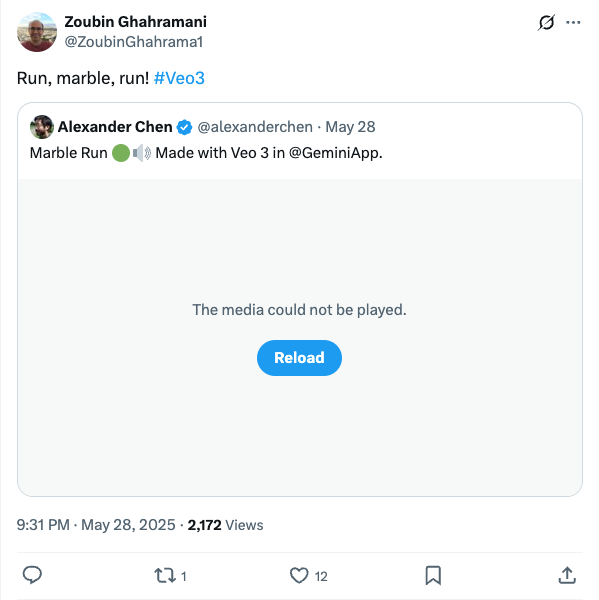 Zoubin Ghahramani
@ZoubinGhahrama1
Run, marble, run! #Veo3
Alexander Chen @alexanderchen · May 28
Marble Run 🟢🔊 Made with Veo 3 in @GeminiApp.
The media could not be played.
Reload
9:31 PM · May 28, 2025 · 2,172 Views
1 12